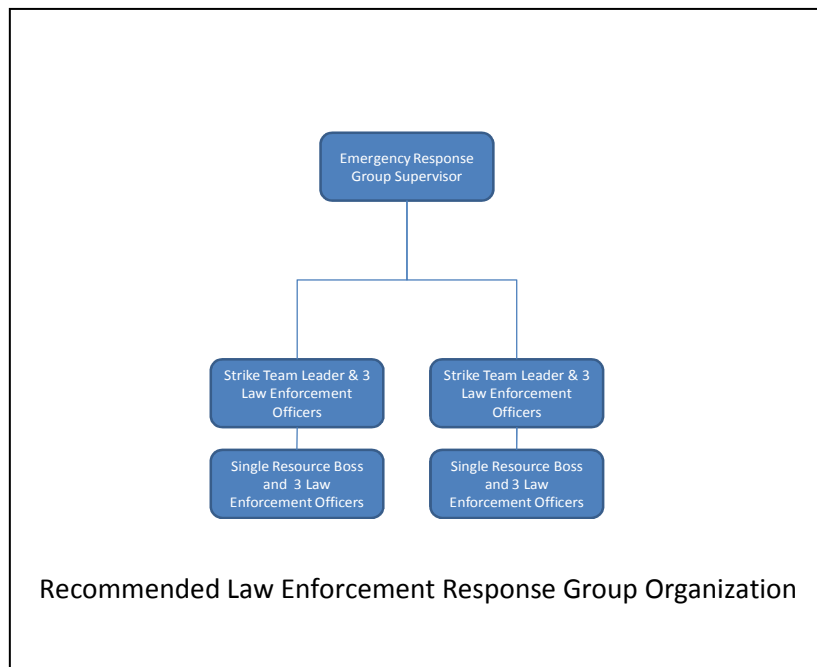 Emergency Response
Group Supervisor
Strike Team Leader & 3
Law Enforcement
Officers
Strike Team Leader & 3
Law Enforcement
Officers
Single Resource Boss
and 3 Law
Enforcement Officers
Single Resource Boss
and 3 Law
Enforcement Officers
Recommended Law Enforcement Response Group Organization